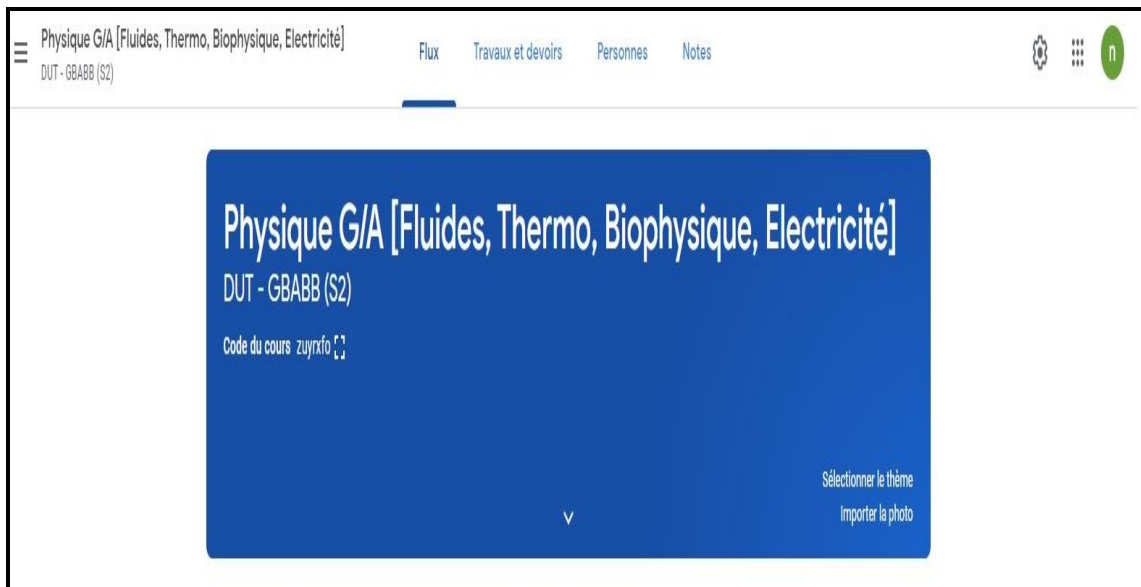 Physique G/A [Fluides, Thermo, Biophysique, Electricité]
DUT - GBABB (S2)
Flux
Travaux et devoirs
Personnes
Notes
n
Physique G/A [Fluides, Thermo, Biophysique, Electricité]
DUT - GBABB (S2)
Code du cours zuyrxfo
Sélectionner le thème
Importer la photo